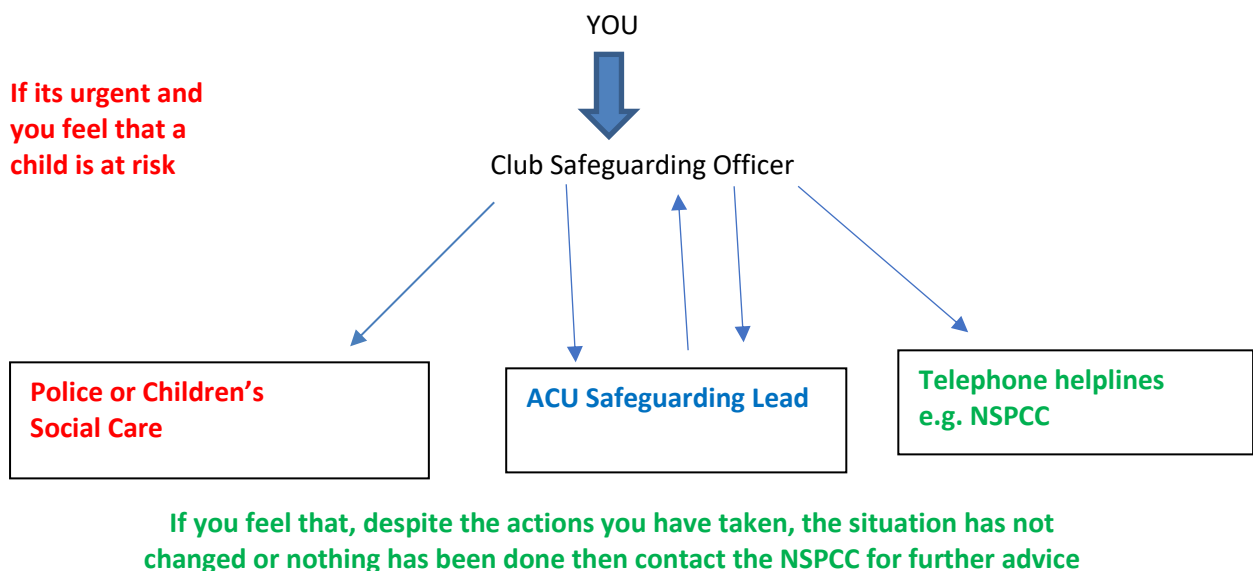 YOU
If its urgent and
you feel that a
child is at risk
Club Safeguarding Officer
Police or Children’s
Social Care
ACU Safeguarding Lead
Telephone helplines
e.g. NSPCC
If you feel that, despite the actions you have taken, the situation has not
changed or nothing has been done then contact the NSPCC for further advice